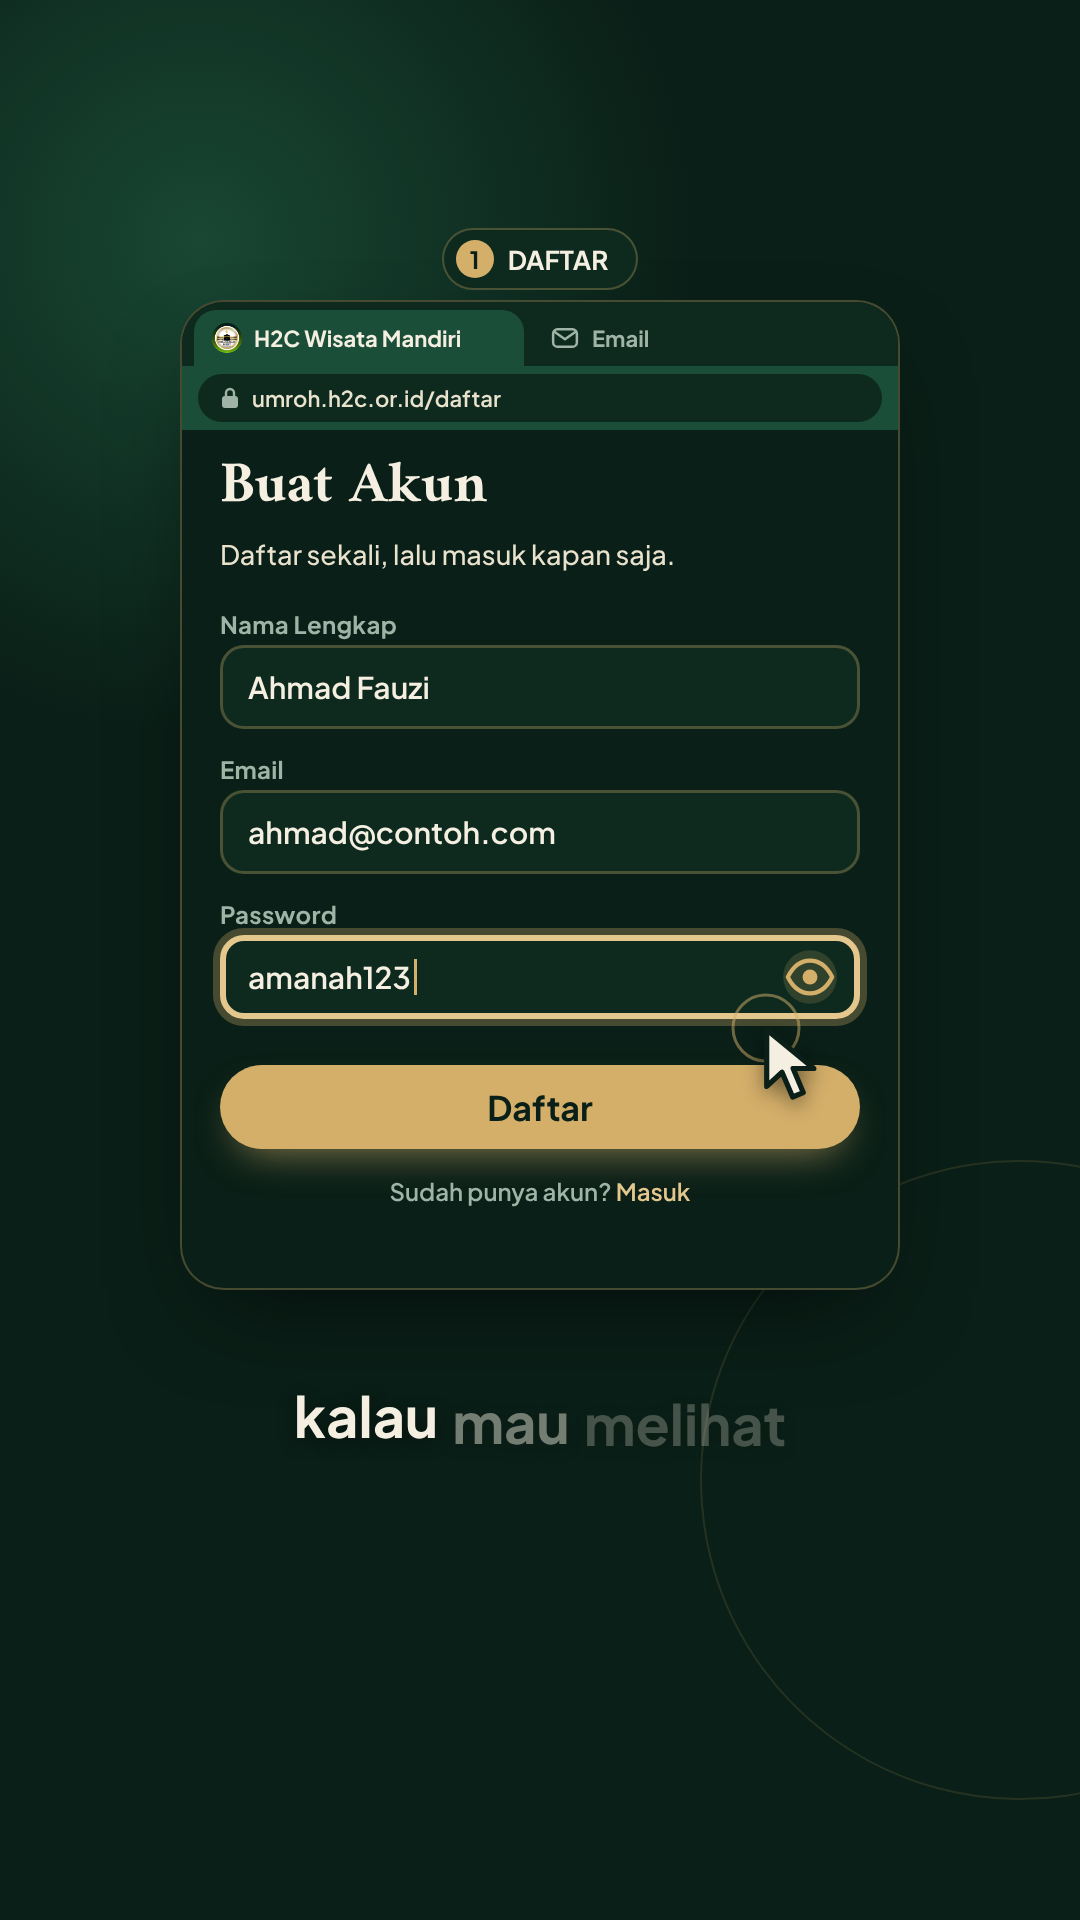 1 DAFTAR
H2C Wisata Mandiri
Email
umroh.h2c.or.id/daftar
Buat Akun
Daftar sekali, lalu masuk kapan saja.
Nama Lengkap
Ahmad Fauzi
Email
ahmad@contoh.com
Password
amanah123
Daftar
Sudah punya akun? Masuk
kalau mau melihat